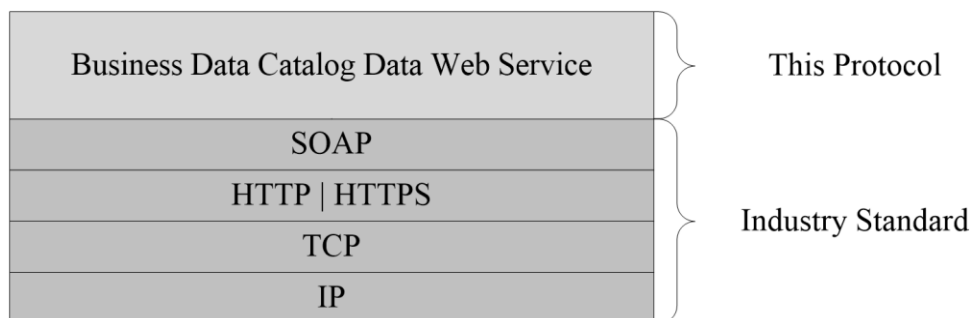 Business Data Catalog Data Web Service
This Protocol
SOAP
HTTP | HTTPS
TCP
Industry Standard
IP